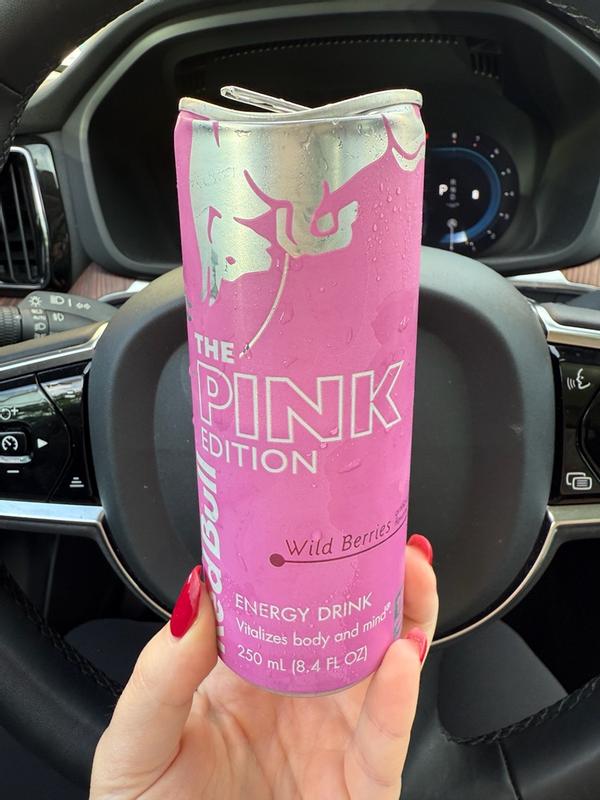 P
THE
PINK
EDITION
Red Bull
Wild Berries
ENERGY DRINK
Vitalizes body and mind®
250 mL (8.4 FL OZ)